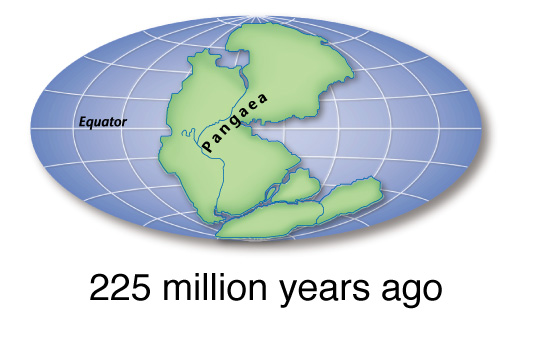 Pangaea
Equator
225 million years ago